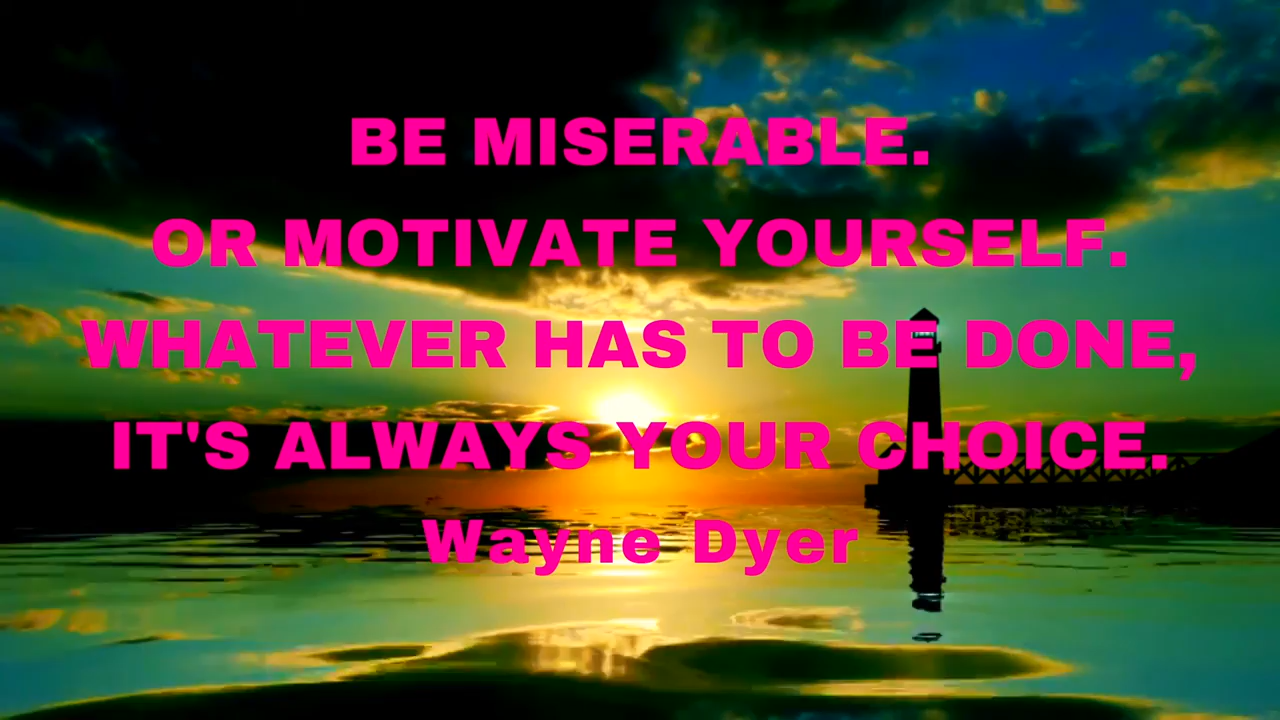 BE MISERABLE.
OR MOTIVATE YOURSELF.
WHATEVER HAS TO BE DONE,
IT'S ALWAYS YOUR CHOICE.
Wayne Dyer